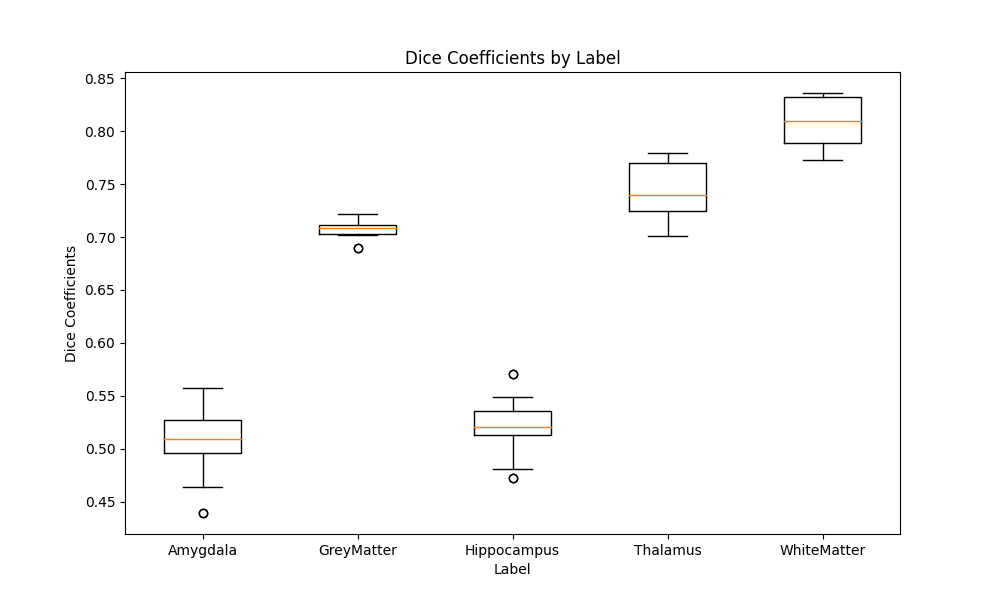 Dice Coefficients by Label
Dice Coefficients
0.85
0.80
0.75
0.70
0.65
0.60
0.55
0.50
0.45
Amygdala
GreyMatter
Hippocampus
Thalamus
WhiteMatter
Label